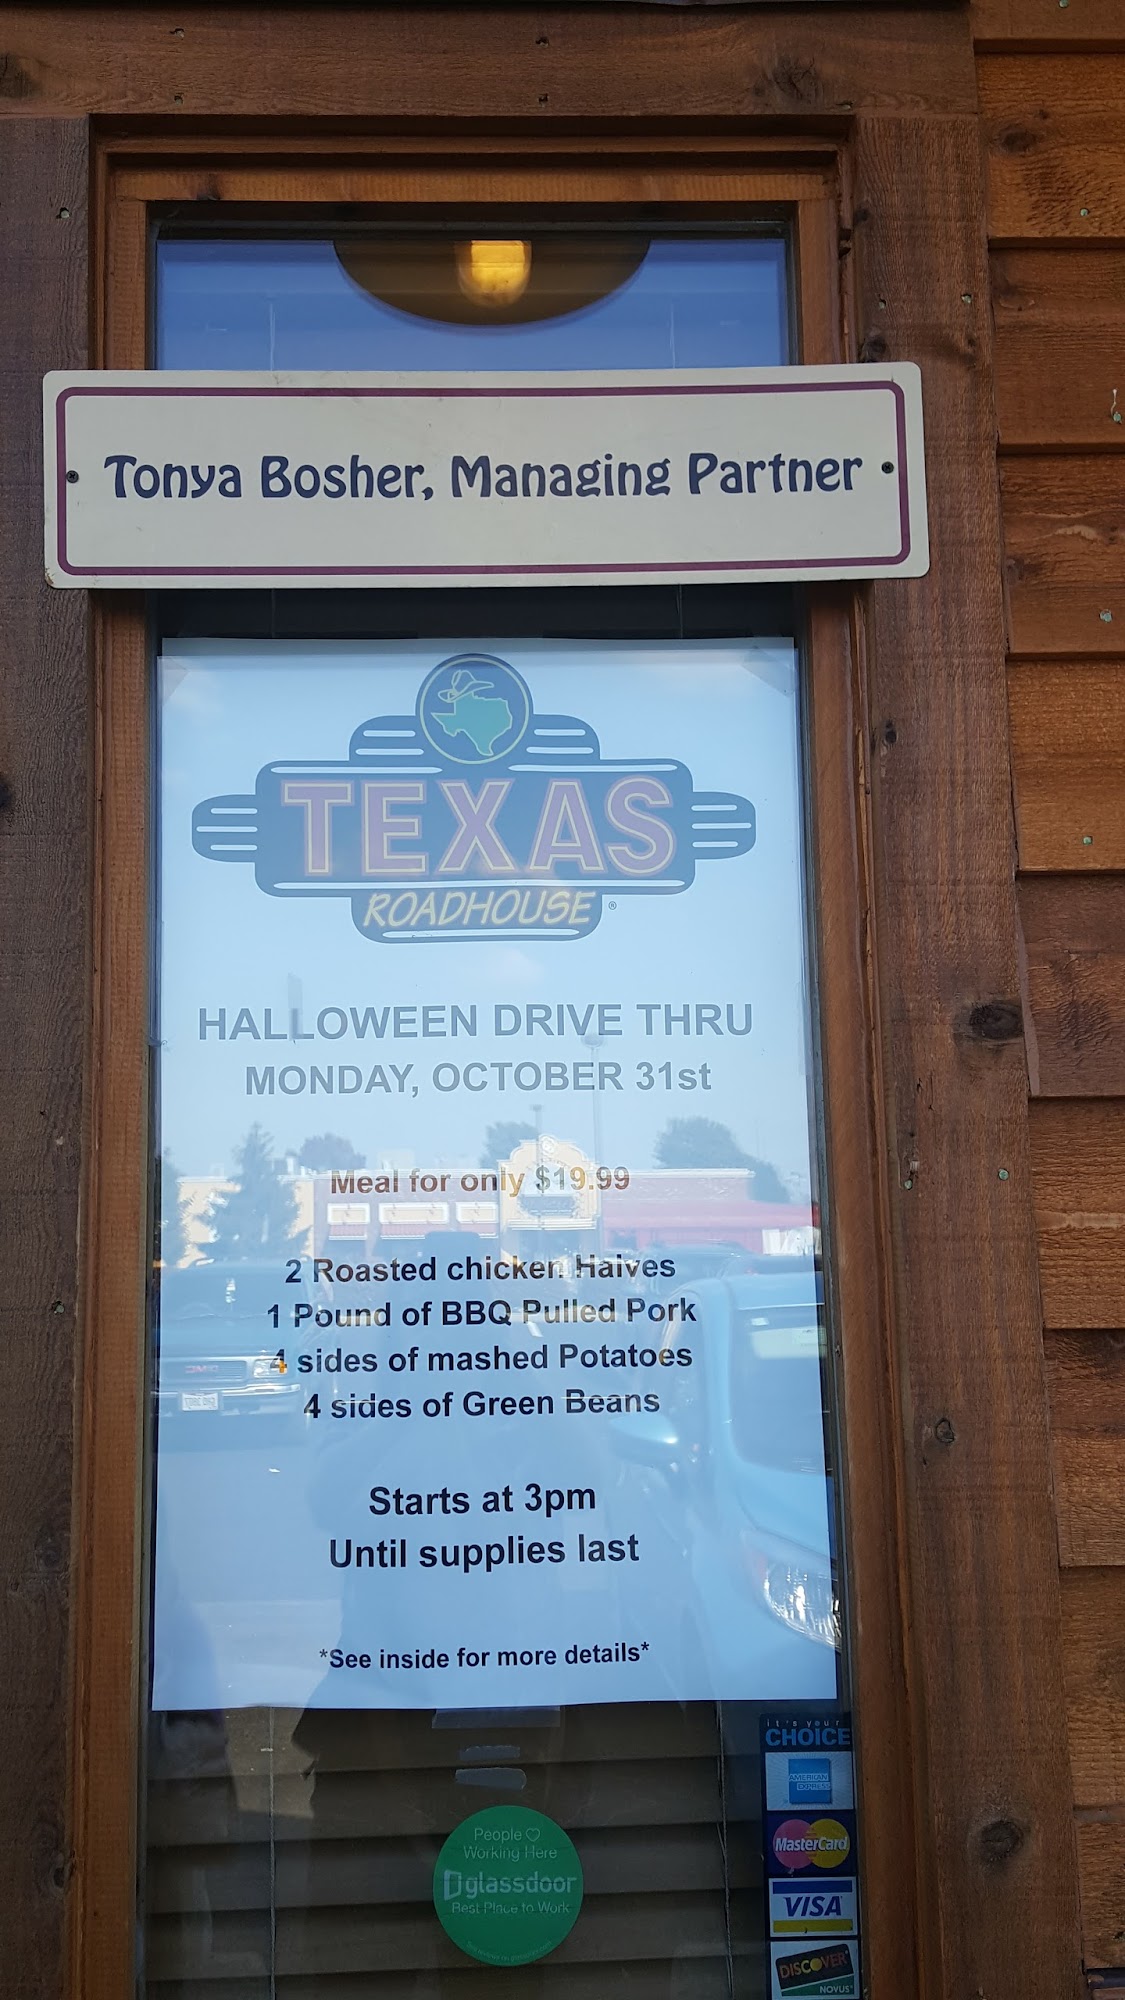 Tonya Bosher, Managing Partner
TEXAS
ROADHOUSE ®
HALLOWEEN DRIVE THRU
MONDAY, OCTOBER 31st
Meal for only $19.99
2 Roasted chicken Halves
1 Pound of BBQ Pulled Pork
4 sides of mashed Potatoes
4 sides of Green Beans
Starts at 3pm
Until supplies last
*See inside for more details*
it's your
CHOICE
AMERICAN
EXPRESS
MasterCard
VISA
DISCOVER
NOVUS
People ♡
Working Here
glassdoor
Best Place to Work